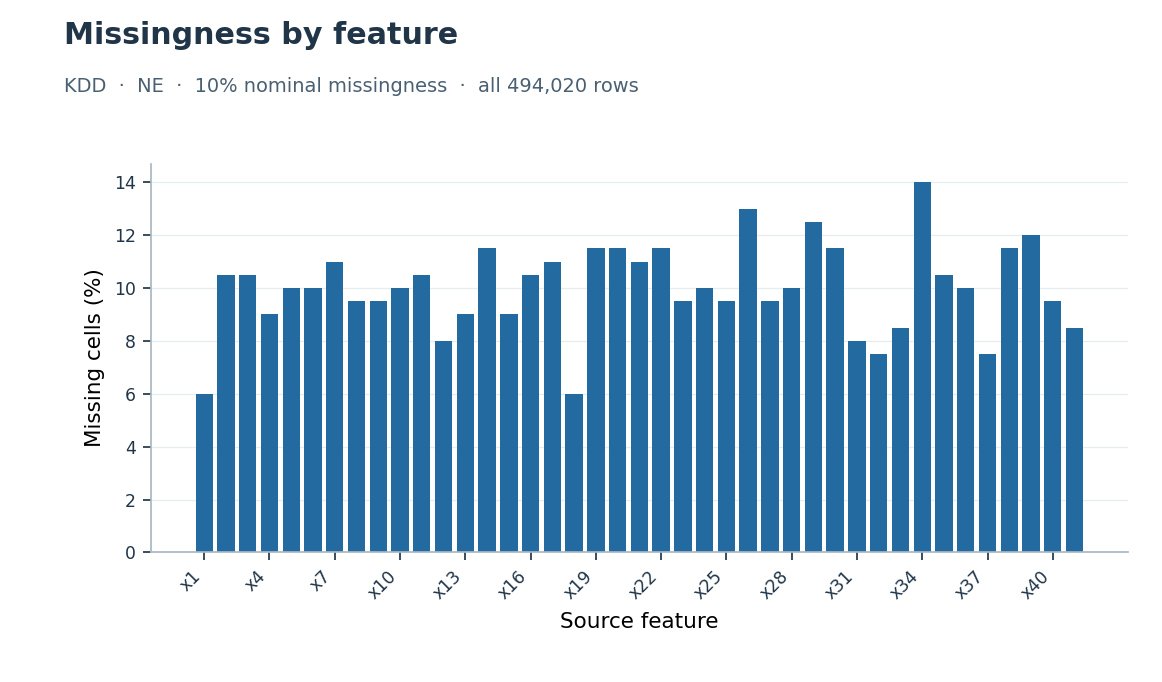 Missingness by feature
KDD · NE · 10% nominal missingness · all 494,020 rows
Missing cells (%)
14
12
10
8
6
4
2
0
x1 x4 x7 x10 x13 x16 x19 x22 x25 x28 x31 x34 x37 x40
Source feature